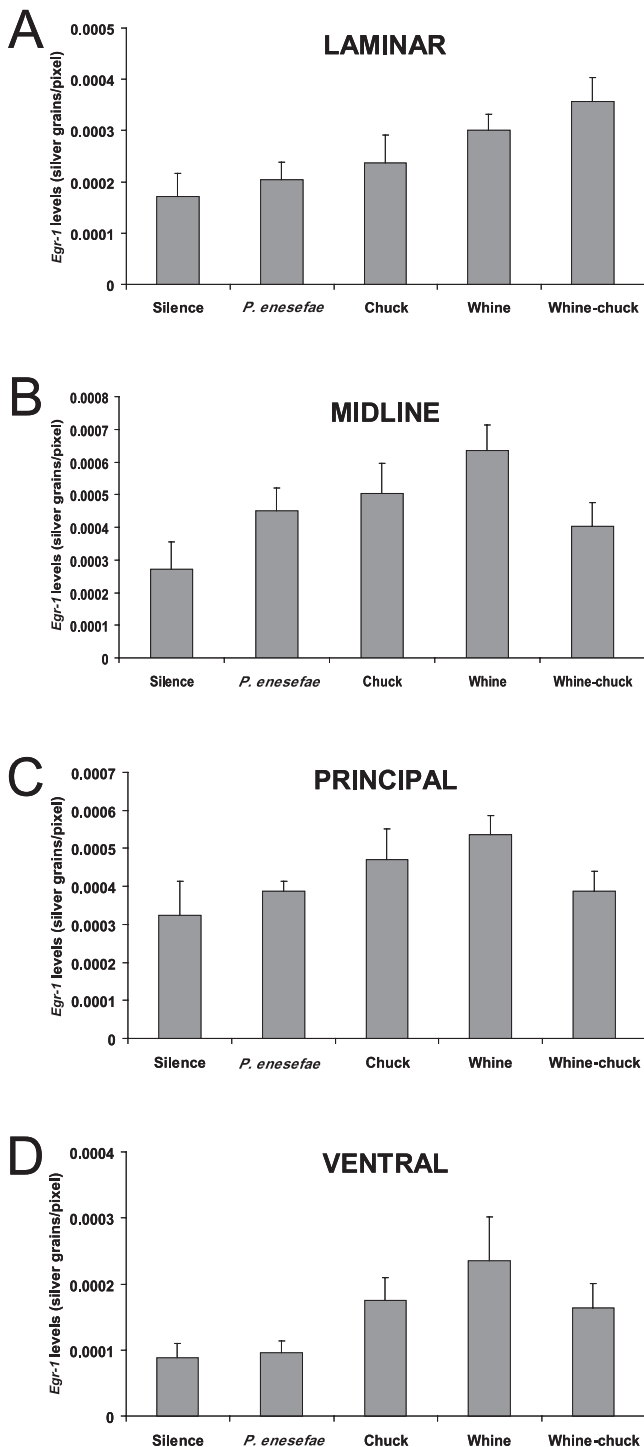 A
LAMINAR
Egr-1 levels (silver grains/pixel)
0.0005
0.0004
0.0003
0.0002
0.0001
0
Silence P. enesefae Chuck Whine Whine-chuck
B
MIDLINE
Egr-1 levels (silver grains/pixel)
0.0008
0.0007
0.0006
0.0005
0.0004
0.0003
0.0002
0.0001
0
Silence P. enesefae Chuck Whine Whine-chuck
C
PRINCIPAL
Egr-1 levels (silver grains/pixel)
0.0007
0.0006
0.0005
0.0004
0.0003
0.0002
0.0001
0
Silence P. enesefae Chuck Whine Whine-chuck
D
VENTRAL
Egr-1 levels (silver grains/pixel)
0.0004
0.0003
0.0002
0.0001
0
Silence P. enesefae Chuck Whine Whine-chuck